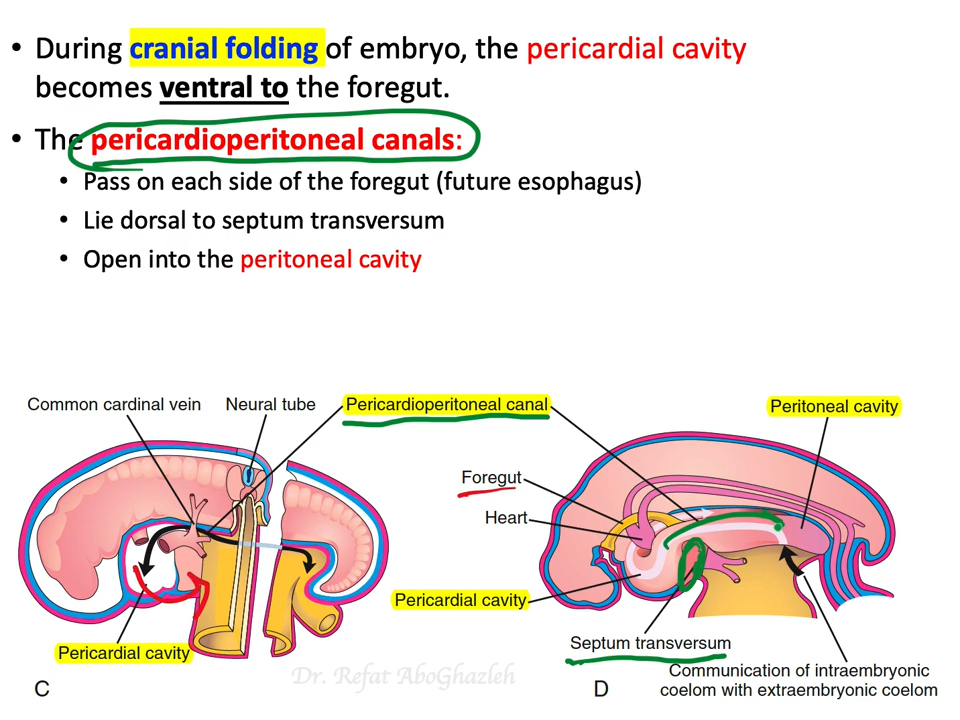 • During cranial folding of embryo, the pericardial cavity
becomes ventral to the foregut.
• The pericardioperitoneal canals:
• Pass on each side of the foregut (future esophagus)
• Lie dorsal to septum transversum
• Open into the peritoneal cavity
Common cardinal vein
Neural tube
Pericardioperitoneal canal
Peritoneal cavity
Foregut
Heart
Pericardial cavity
Septum transversum
Pericardial cavity
Communication of intraembryonic
coelom with extraembryonic coelom
Dr. Refat AboGhazleh
C
D